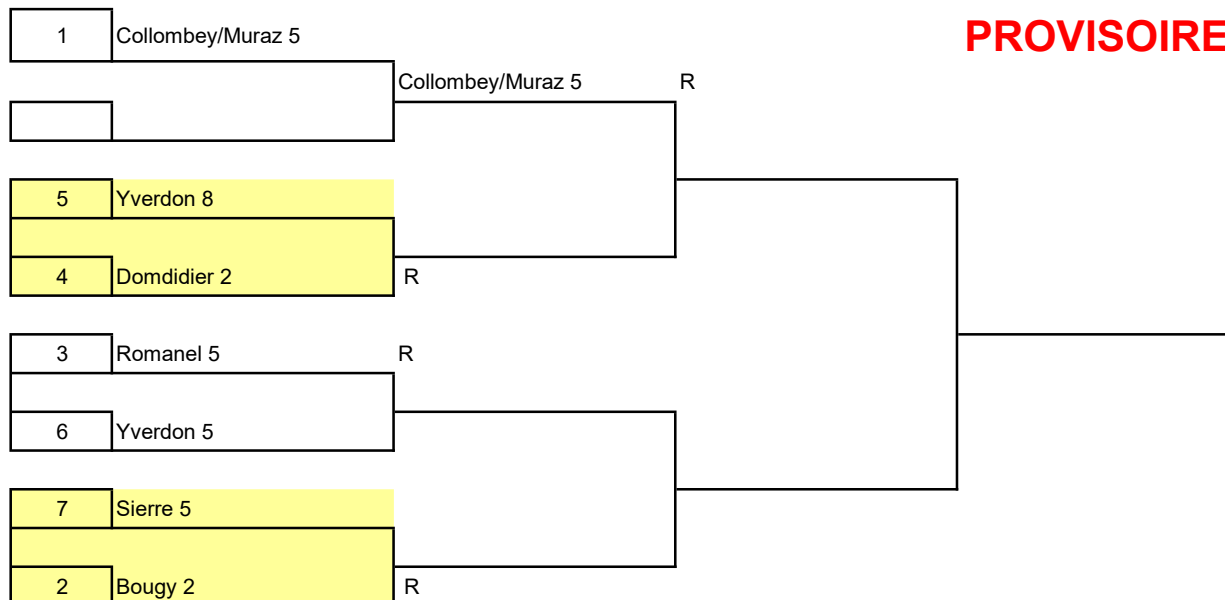 1 Collombey/Muraz 5
PROVISOIRE
Collombey/Muraz 5 R
5 Yverdon 8
4 Domdidier 2 R
3 Romanel 5 R
6 Yverdon 5
7 Sierre 5
2 Bougy 2 R